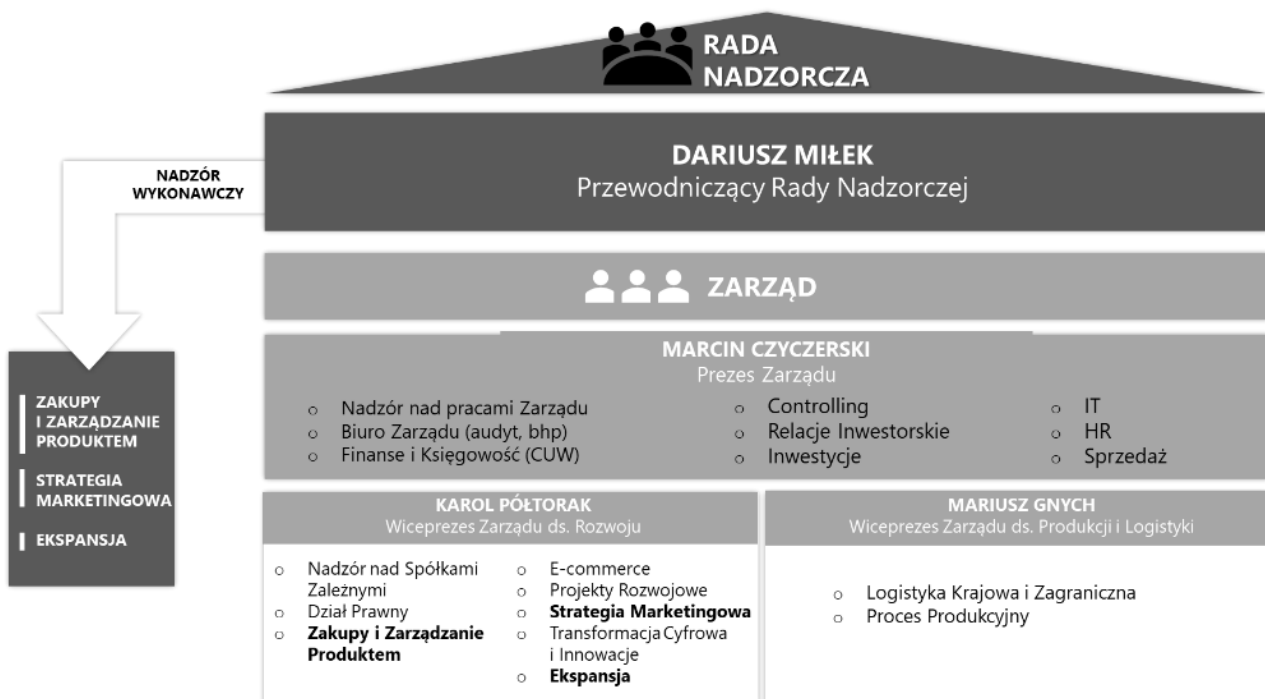 RADA
NADZORCZA
DARIUSZ MIŁEK
Przewodniczący Rady Nadzorczej
NADZÓR
WYKONAWCZY
ZARZĄD
MARCIN CZYCZERSKI
Prezes Zarządu
Nadzór nad pracami Zarządu
Biuro Zarządu (audyt, bhp)
Finanse i Księgowość (CUW)
Controlling
Relacje Inwestorskie
Inwestycje
IT
HR
Sprzedaż
ZAKUPY
I ZARZĄDZANIE
PRODUKTEM
STRATEGIA
MARKETINGOWA
EKSPANSJA
KAROL PÓŁTORAK
Wiceprezes Zarządu ds. Rozwoju
Nadzór nad Spółkami
Zależnymi
Dział Prawny
Zakupy i Zarządzanie
Produktem
E-commerce
Projekty Rozwojowe
Strategia Marketingowa
Transformacja Cyfrowa
i Innowacje
Ekspansja
MARIUSZ GNYCH
Wiceprezes Zarządu ds. Produkcji i Logistyki
Logistyka Krajowa i Zagraniczna
Proces Produkcyjny